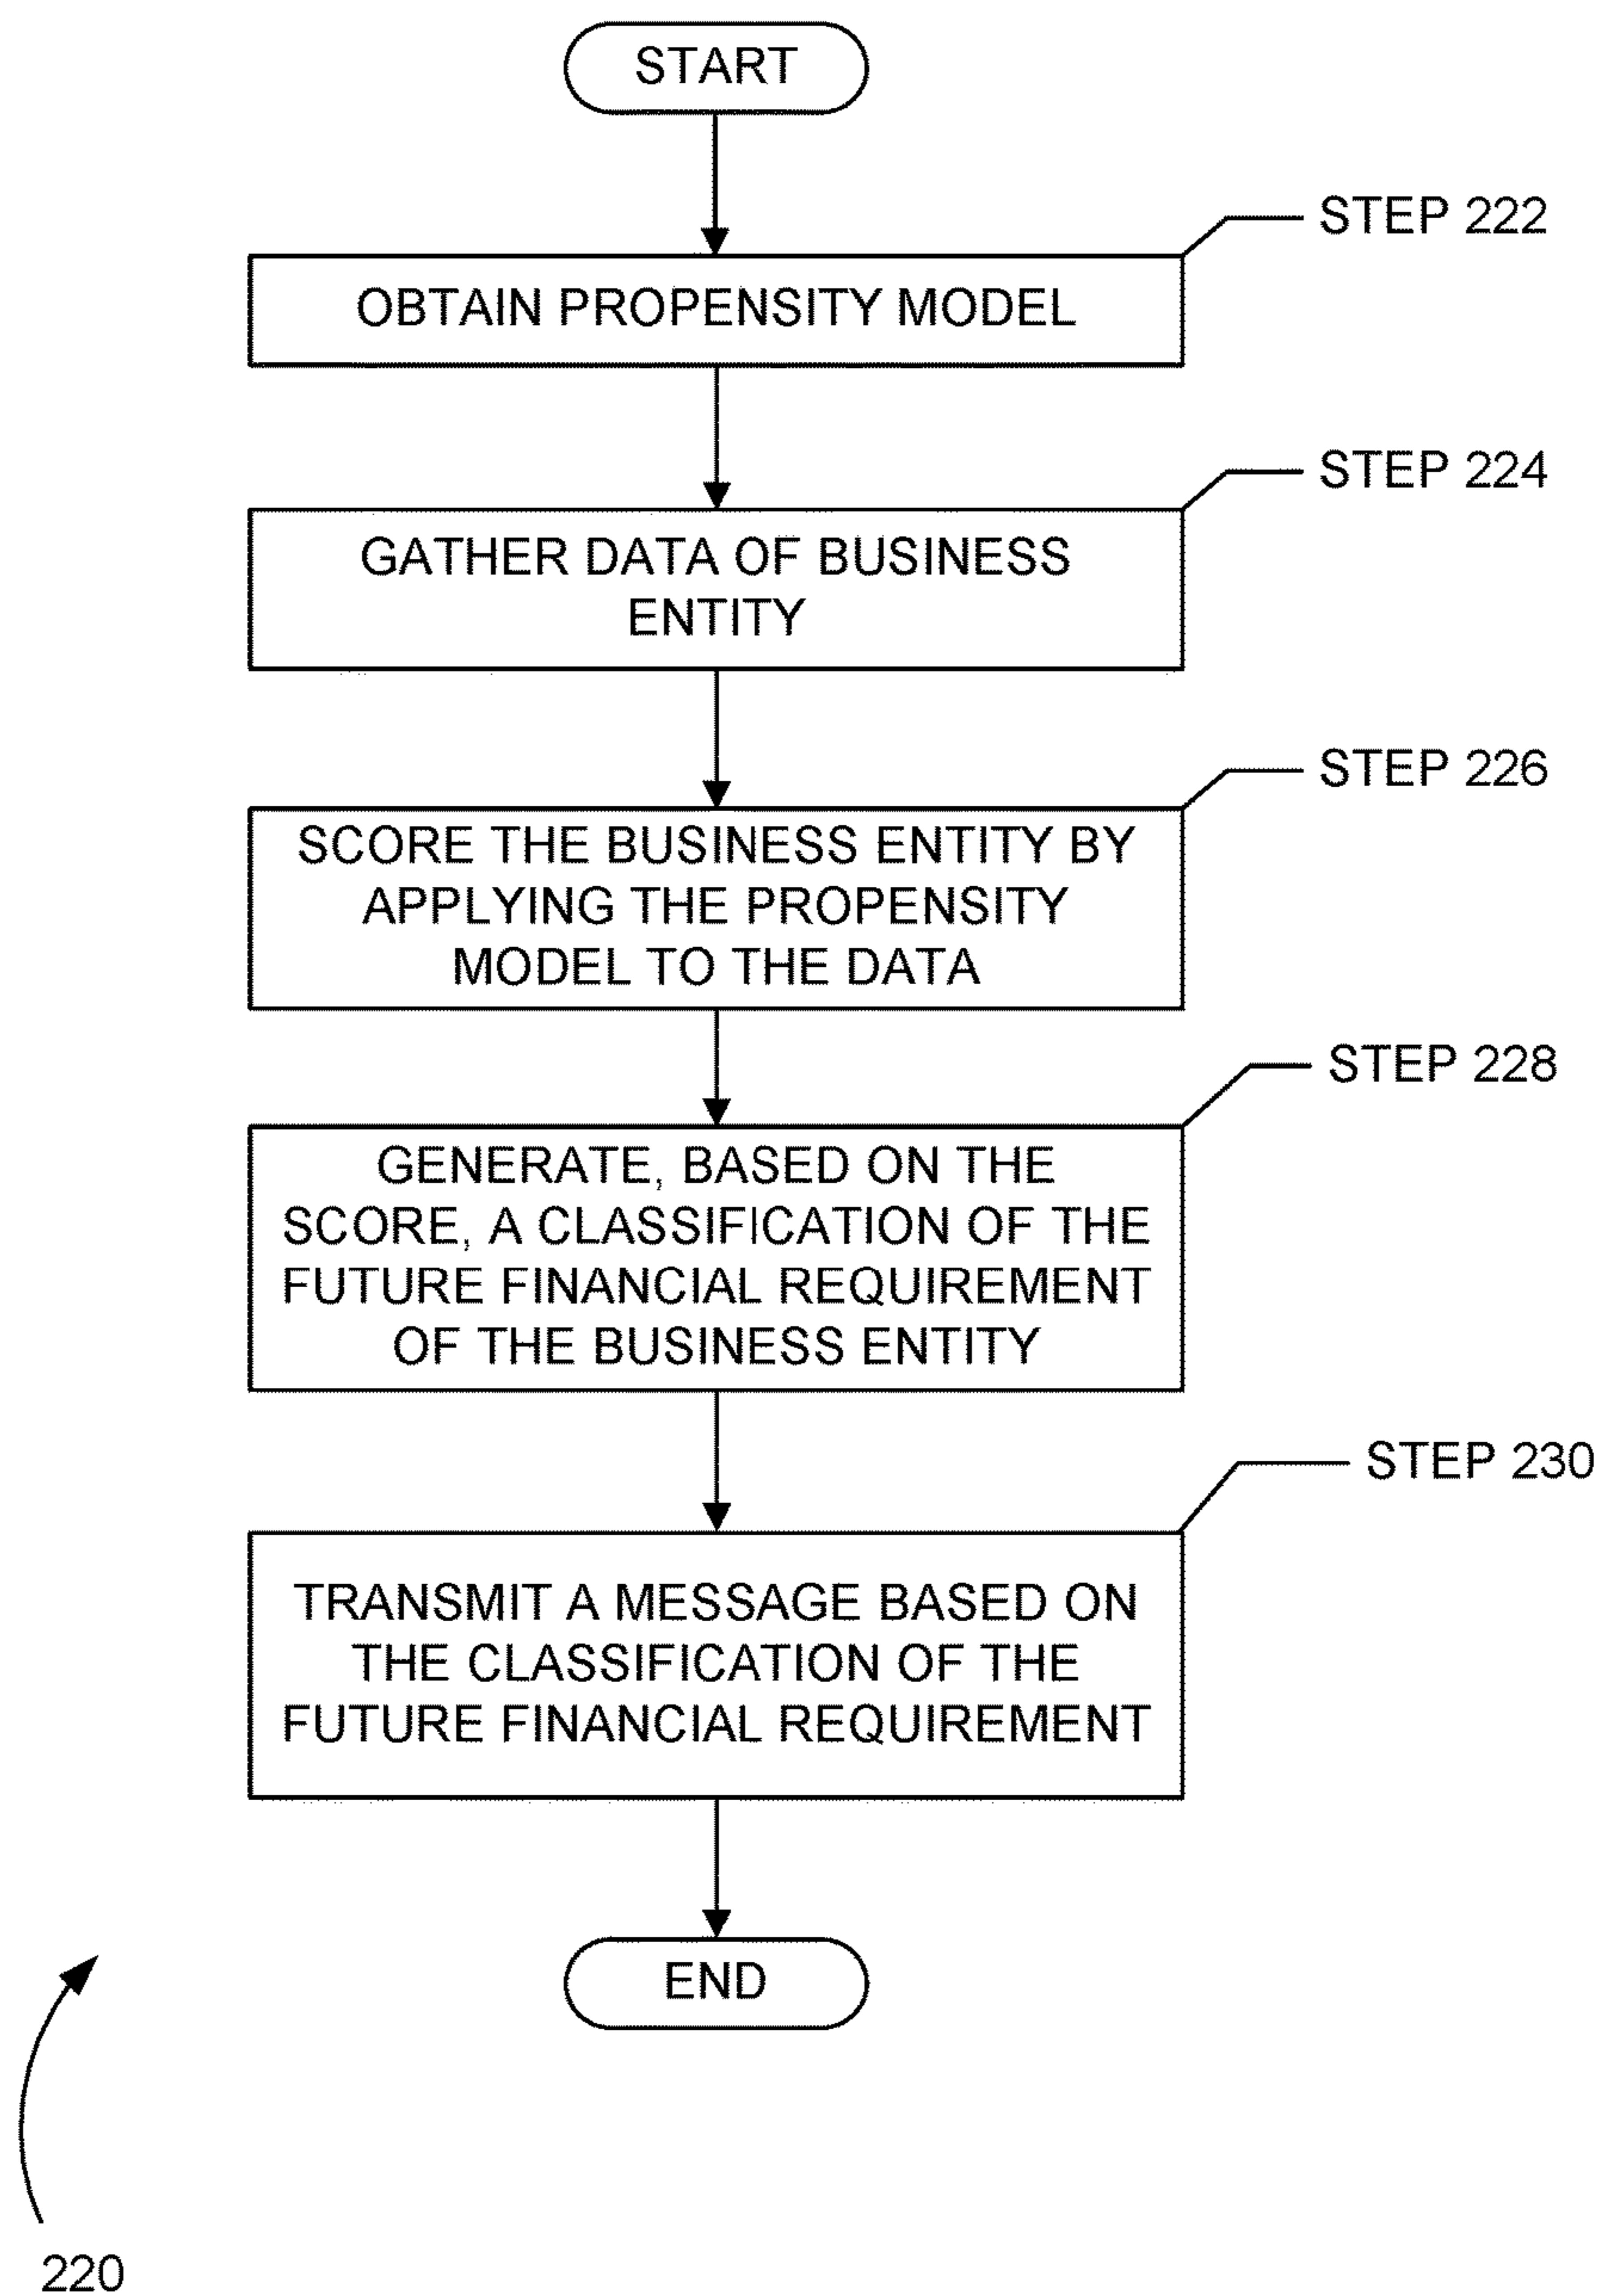 START
STEP 222
OBTAIN PROPENSITY MODEL
STEP 224
GATHER DATA OF BUSINESS
ENTITY
STEP 226
SCORE THE BUSINESS ENTITY BY
APPLYING THE PROPENSITY
MODEL TO THE DATA
STEP 228
GENERATE, BASED ON THE
SCORE, A CLASSIFICATION OF THE
FUTURE FINANCIAL REQUIREMENT
OF THE BUSINESS ENTITY
STEP 230
TRANSMIT A MESSAGE BASED ON
THE CLASSIFICATION OF THE
FUTURE FINANCIAL REQUIREMENT
END
220